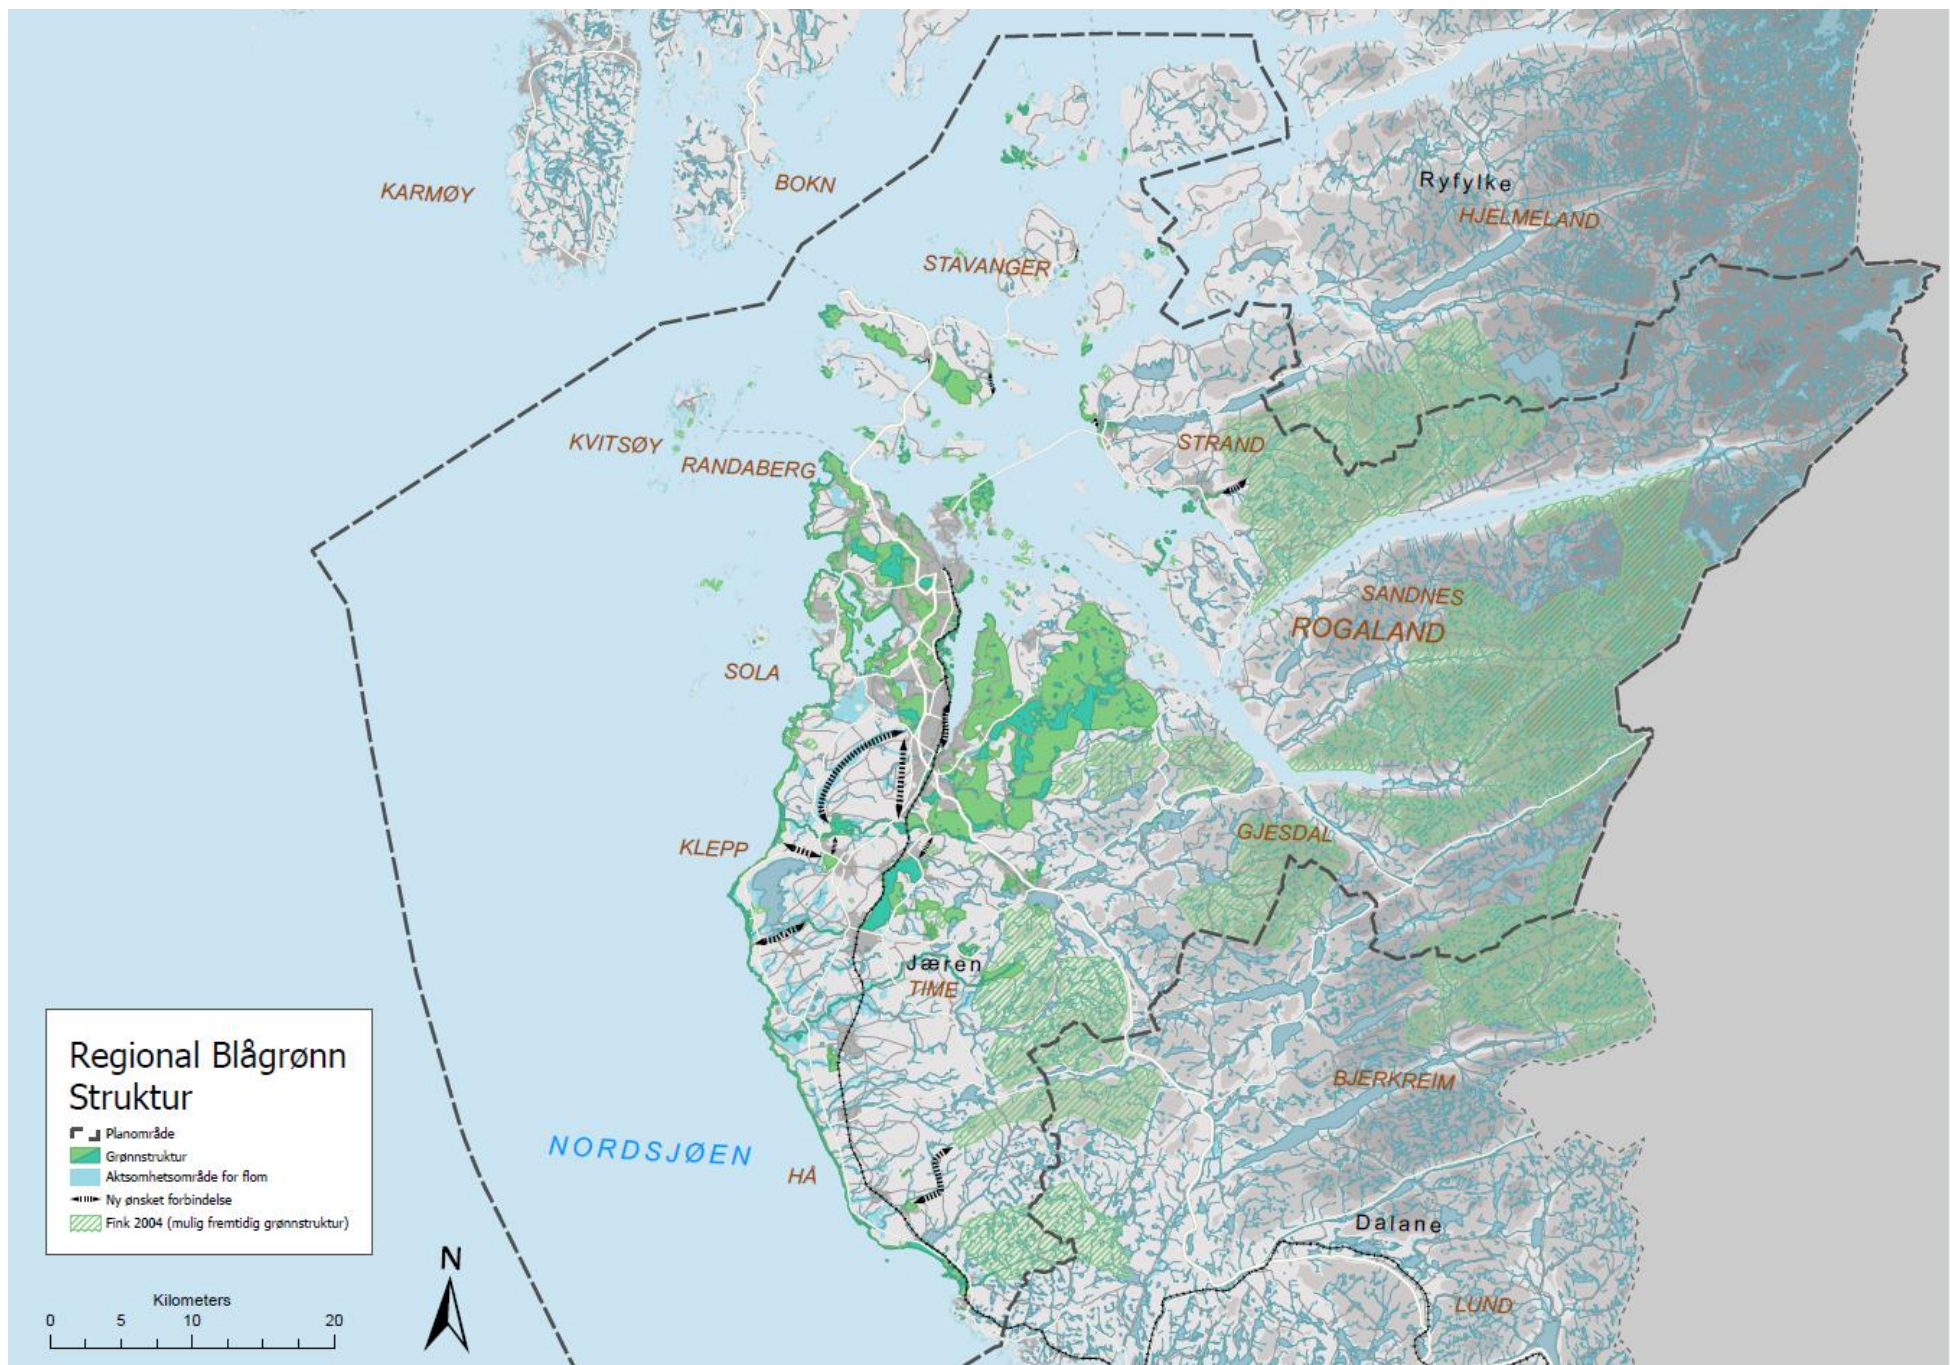 KARMØY
BOKN
Ryfylke
HJELMELAND
STAVANGER
KVITSØY
RANDABERG
STRAND
SANDNES
ROGALAND
SOLA
KLEPP
GJESDAL
Jæren
TIME
BJERKREIM
NORDSJØEN
HÅ
Dalane
LUND
Regional Blågrønn
Struktur
Planområde
Grønnstruktur
Aktsomhetsområde for flom
Ny ønsket forbindelse
Fink 2004 (mulig fremtidig grønnstruktur)
N
Kilometers
0 5 10 20